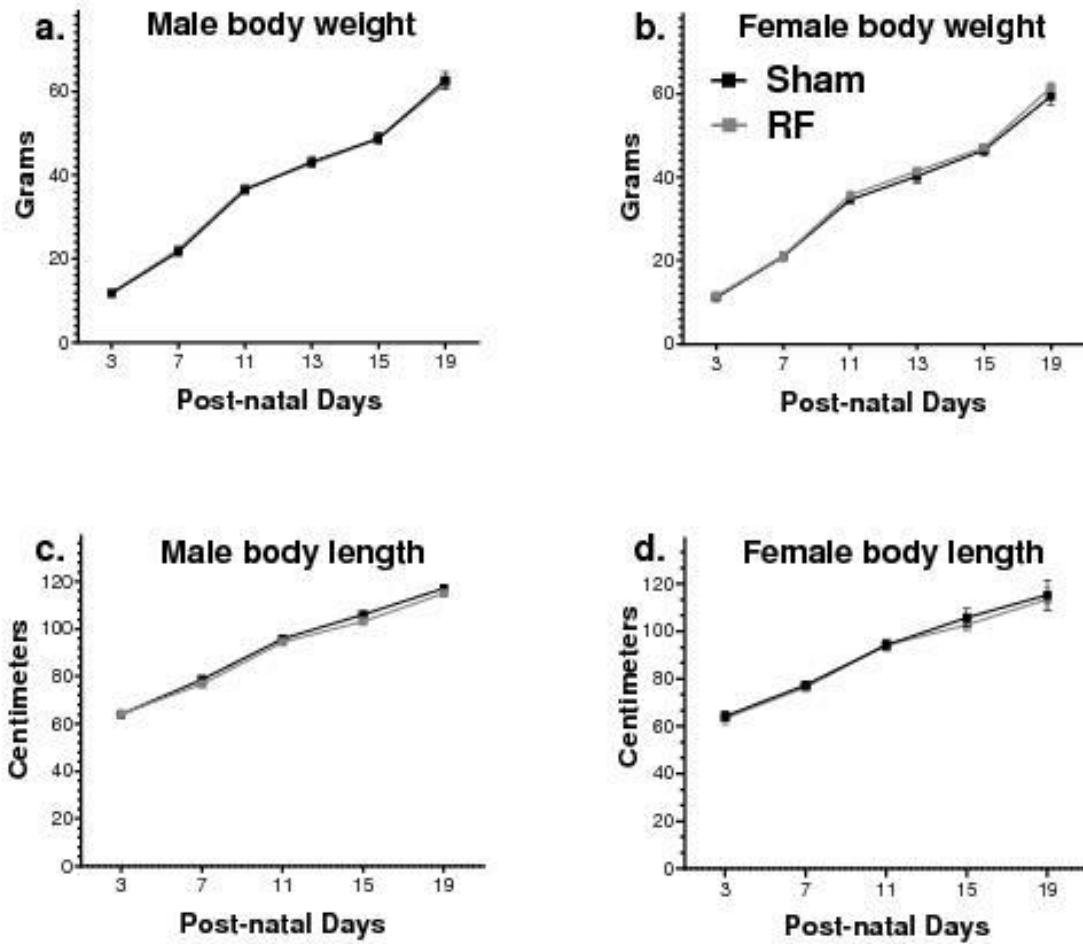 a. Male body weight
60
40
20
0
Grams
3 7 11 13 15 19
Post-natal Days
b. Female body weight
Sham
RF
60
40
20
0
Grams
3 7 11 13 15 19
Post-natal Days
c. Male body length
120
100
80
60
40
20
0
Centimeters
3 7 11 15 19
Post-natal Days
d. Female body length
120
100
80
60
40
20
0
Centimeters
3 7 11 15 19
Post-natal Days